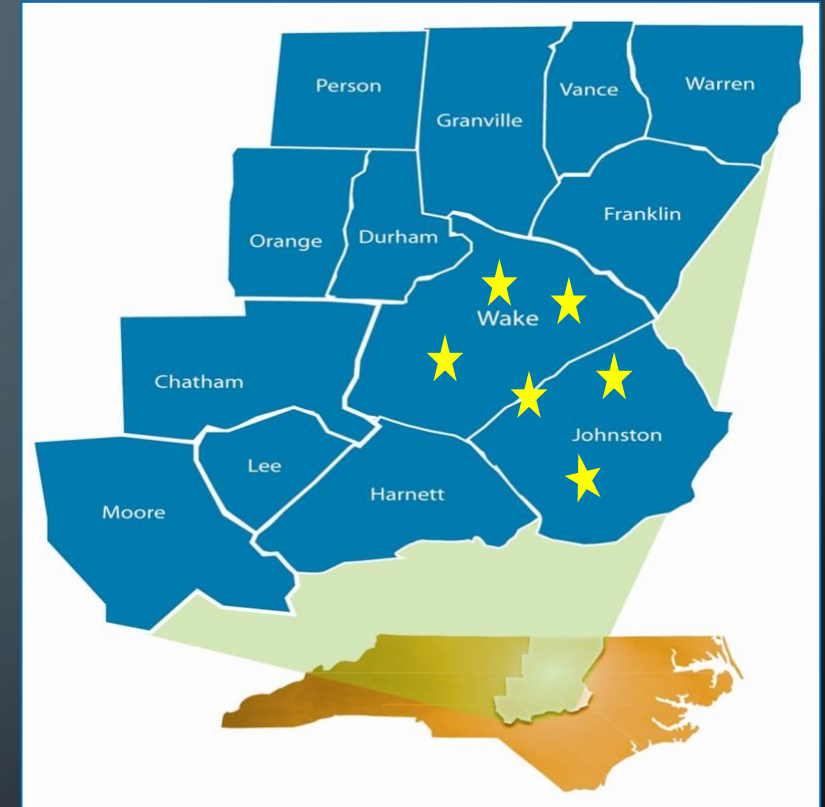 Person
Granville
Vance
Warren
Orange
Durham
Franklin
Wake
Chatham
Lee
Johnston
Moore
Harnett